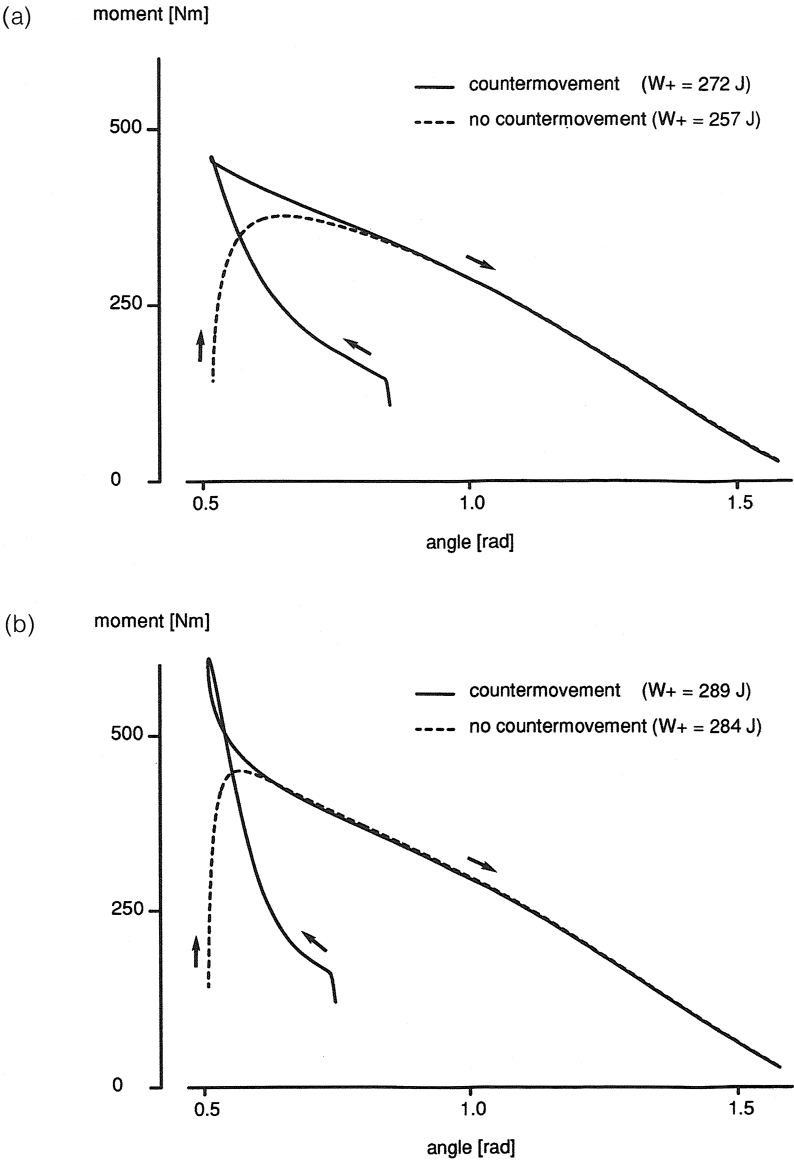 (a)
moment [Nm]
countermovement (W+ = 272 J)
no countermovement (W+ = 257 J)
500
250
0
0.5 1.0 1.5
angle [rad]
(b)
moment [Nm]
countermovement (W+ = 289 J)
no countermovement (W+ = 284 J)
500
250
0
0.5 1.0 1.5
angle [rad]